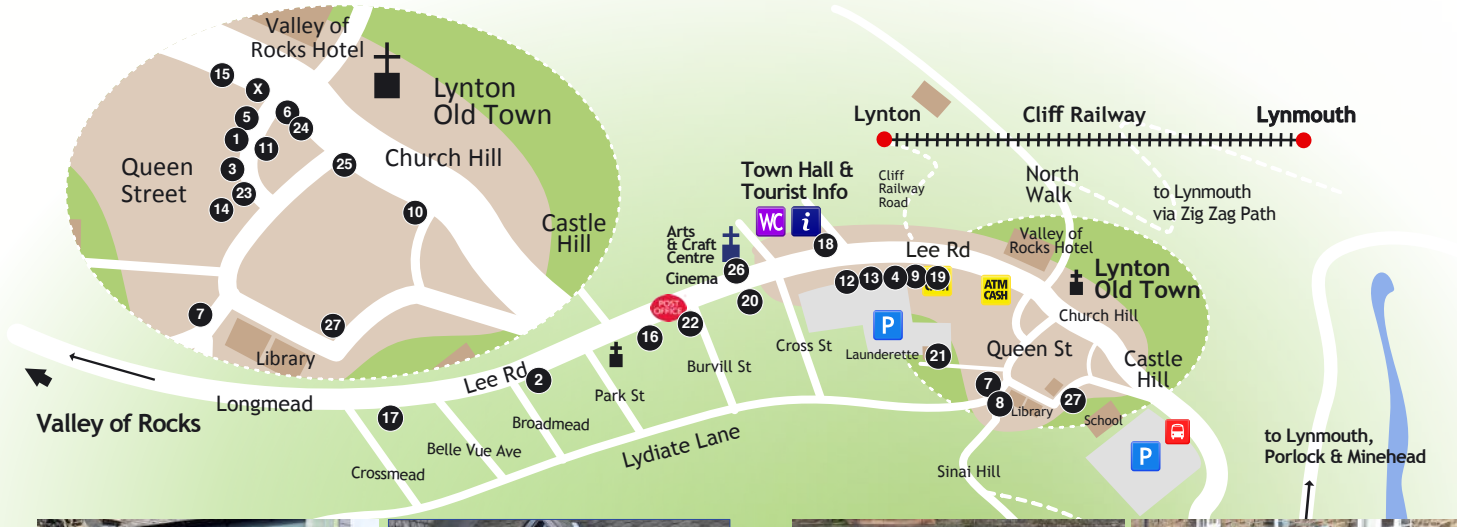 Valley of
Rocks Hotel
15
X
5
6
24
1
11
3
23
14
25
10
7
27
Lynton
Old Town
Church Hill
Queen
Street
Castle
Hill
Library
Lynton
Cliff Railway
Lynmouth
Cliff
Railway
Road
North
Walk
to Lynmouth
via Zig Zag Path
Town Hall &
Tourist Info
WC
i
18
Arts
& Craft
Centre
Cinema
26
Lee Rd
Valley of
Rocks Hotel
Lynton
Old Town
12
13
4
9
19
ATM
CASH
Church Hill
20
POST
OFFICE
22
16
P
Launderette
21
Queen St
Castle
Hill
Cross St
Burvill St
7
8
Library
27
School
P
Lee Rd
2
Park St
Broadmead
Longmead
17
Belle Vue Ave
Crossmead
Lydiate Lane
Sinai Hill
Valley of Rocks
to Lynmouth,
Porlock & Minehead